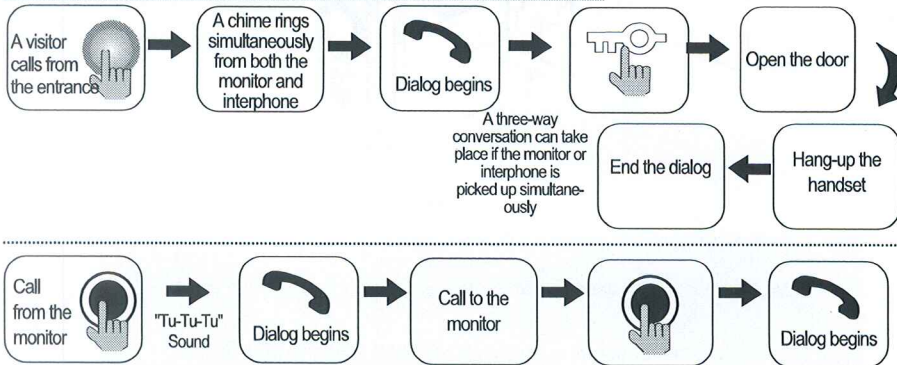 A visitor
calls from
the entrance
A chime rings
simultaneously
from both the
monitor and
interphone
Dialog begins
Open the door
A three-way
conversation can take
place if the monitor or
interphone is
picked up simultane-
ously
End the dialog
Hang-up the
handset
Call
from the
monitor
"Tu-Tu-Tu"
Sound
Dialog begins
Call to the
monitor
Dialog begins